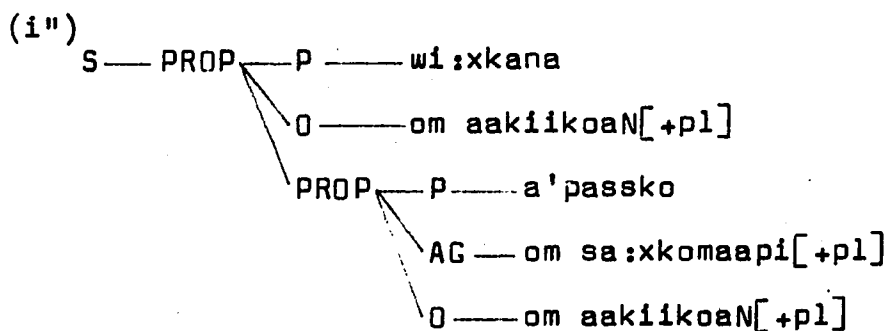 (i")
S — PROP — P — wi:xkana
O — om aakiikoaN[+pl]
PROP — P — a'passko
AG — om sa:xkomaapi[+pl]
O — om aakiikoaN[+pl]